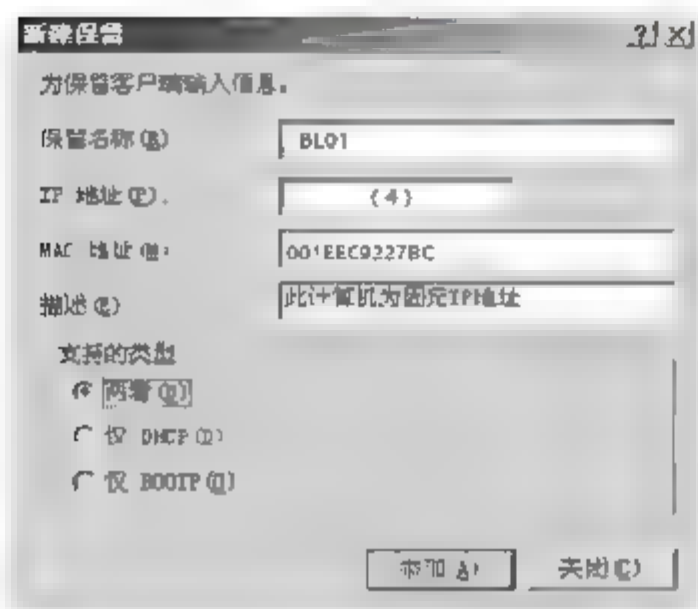 新建保留
为保留客户端输入信息。
保留名称(R)
BL01
IP 地址(P).
(4)
MAC 地址(M):
001EEC9227BC
描述(E)
此计算机为固定IP地址
支持的类型
两者(B)
仅 DHCP(D)
仅 BOOTP(O)
添加(A) 关闭(C)